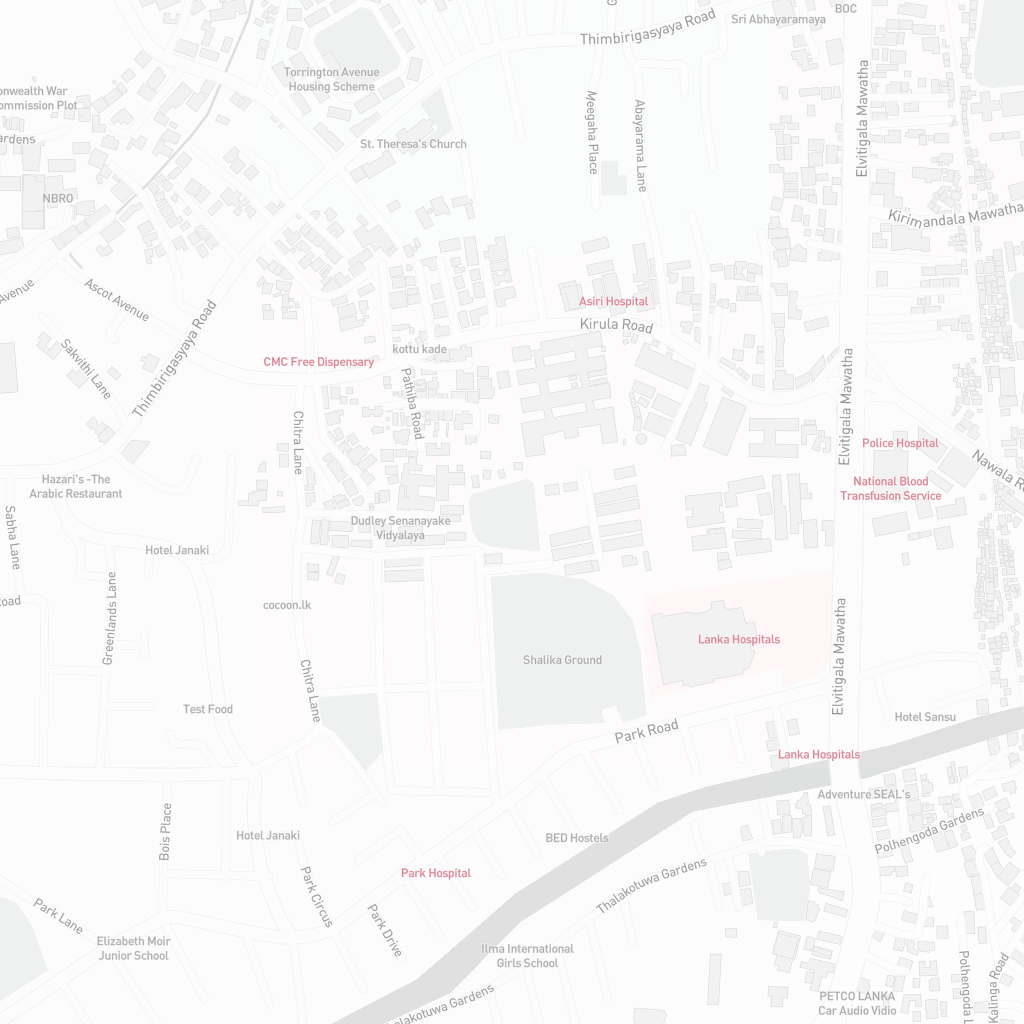 BOC
Sri Abhayaramaya
Thimbirigasyaya Road
Torrington Avenue
Housing Scheme
Elvitigala Mawatha
onwealth War
ommission Plot
ardens
Meegaha Place
Abayarama Lane
St. Theresa's Church
NBRO
Kirimandala Mawatha
Avenue
Ascot Avenue
Asiri Hospital
Kirula Road
Thimbirigasyaya Road
Sakvithi Lane
kottu kade
CMC Free Dispensary
Pathiba Road
Elvitigala Mawatha
Chitra Lane
Police Hospital
Nawala Ro
Hazari's -The
Arabic Restaurant
National Blood
Transfusion Service
Sabha Lane
Dudley Senanayake
Vidyalaya
Hotel Janaki
Greenlands Lane
oad
cocoon.lk
Elvitigala Mawatha
Lanka Hospitals
Shalika Ground
Chitra Lane
Test Food
Hotel Sansu
Park Road
Lanka Hospitals
Adventure SEAL's
Bois Place
Hotel Janaki
BED Hostels
Polhengoda Gardens
Park Hospital
Thalakotuwa Gardens
Park Circus
Park Lane
Park Drive
Elizabeth Moir
Junior School
Ilma International
Girls School
Polhengoda L
Kalinga Road
PETCO LANKA
Car Audio Vidio
halakotuwa Gardens